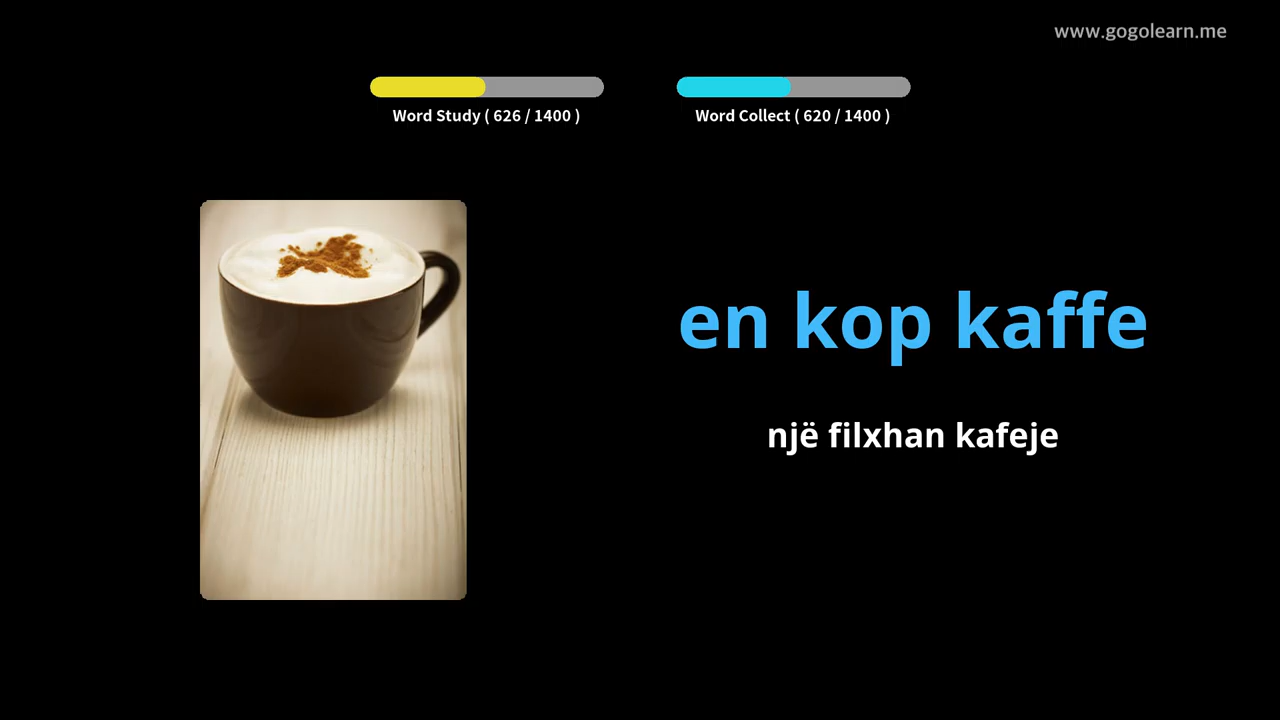 www.gogolearn.me
Word Study ( 626 / 1400 )
Word Collect ( 620 / 1400 )
en kop kaffe
një filxhan kafeje